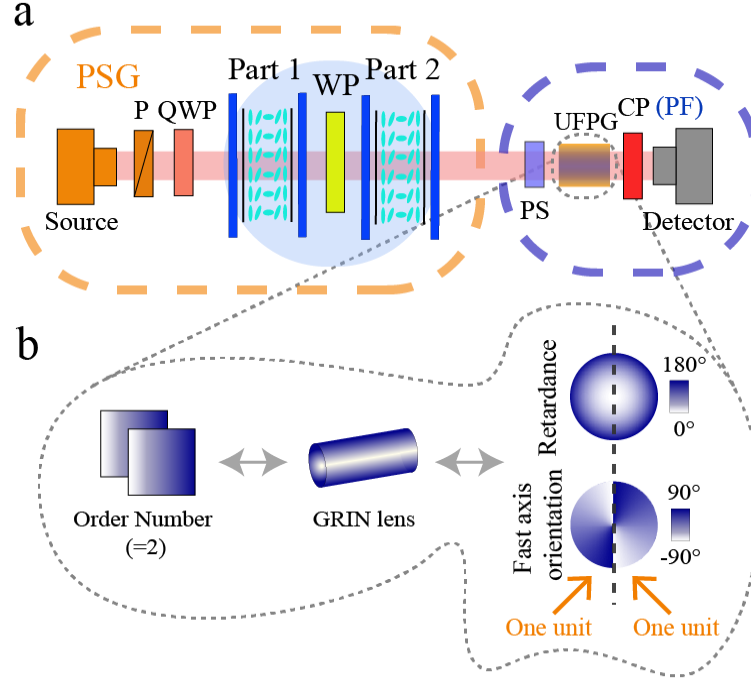 a
PSG
Part 1
WP
Part 2
P
QWP
UFPG
CP (PF)
Source
PS
Detector
b
Retardance
180°
0°
Fast axis
orientation
90°
-90°
Order Number
(=2)
GRIN lens
One unit
One unit